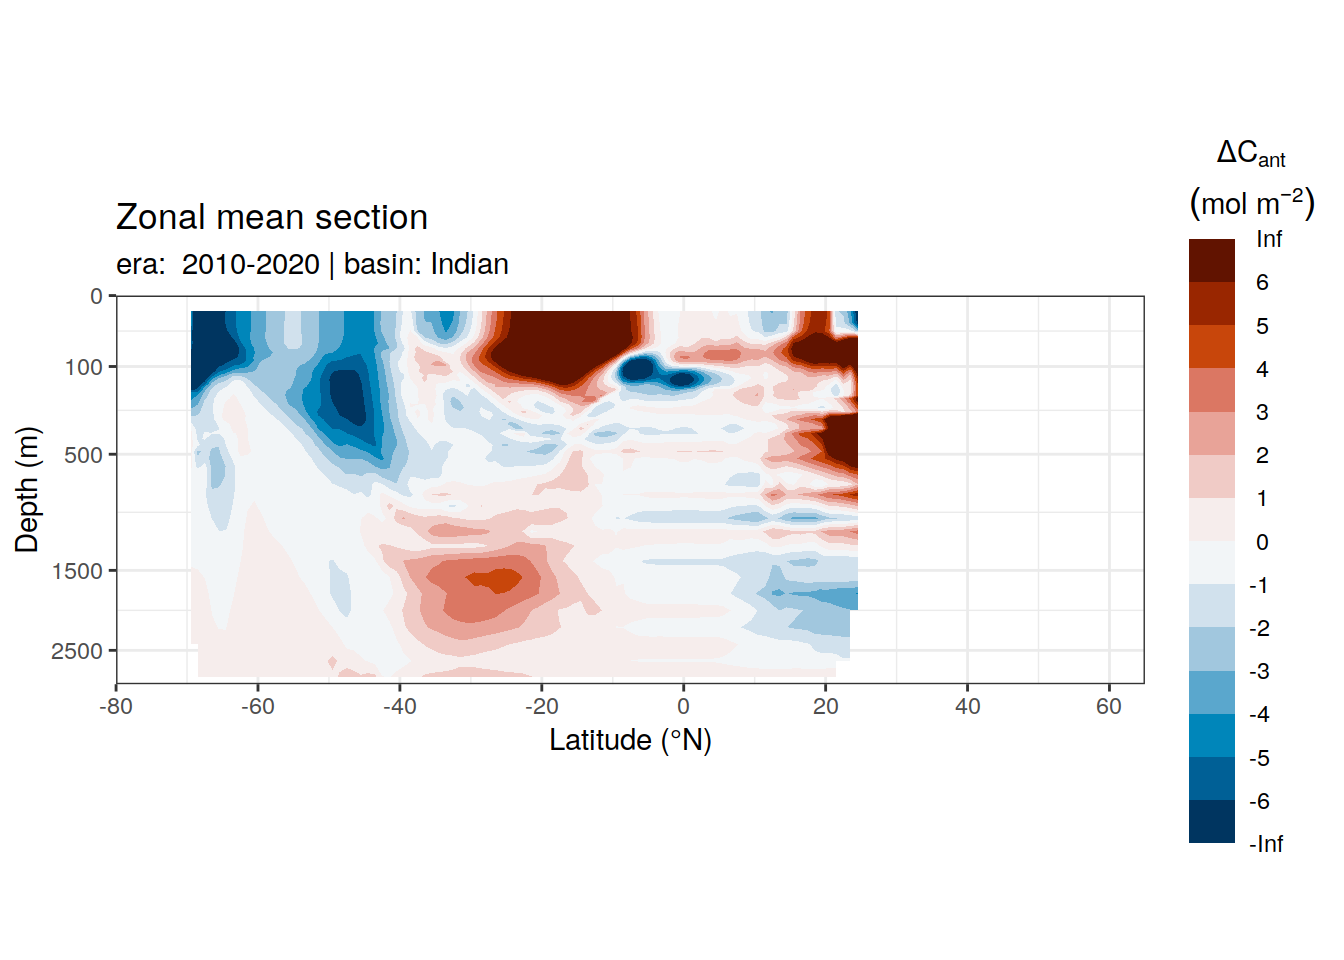 Zonal mean section
era:  2010-2020 | basin: Indian
ΔCant
(mol m⁻²)
Inf
6
5
4
3
2
1
0
-1
-2
-3
-4
-5
-6
-Inf
Depth (m)
0
100
500
1500
2500
-80 -60 -40 -20 0 20 40 60
Latitude (°N)